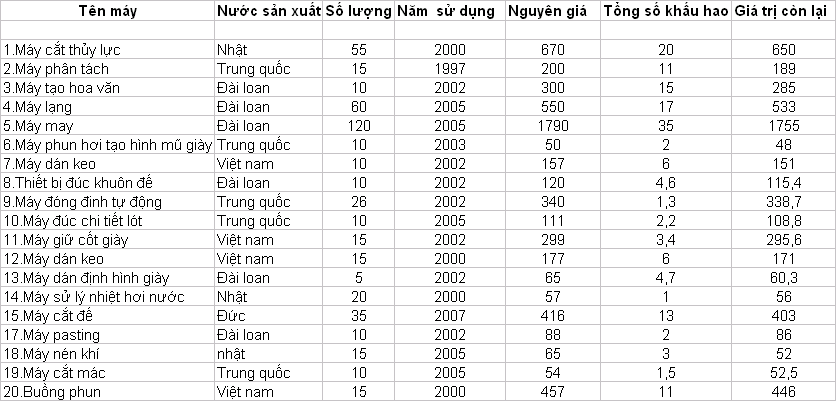 Tên máy Nước sản xuất Số lượng Năm sử dụng Nguyên giá Tổng số khấu hao Giá trị còn lại
1.Máy cắt thủy lực Nhật 55 2000 670 20 650
2.Máy phân tách Trung quốc 15 1997 200 11 189
3.Máy tạo hoa văn Đài loan 10 2002 300 15 285
4.Máy lạng Đài loan 60 2005 550 17 533
5.Máy may Đài loan 120 2005 1790 35 1755
6.Máy phun hơi tạo hình mũ giày Trung quốc 10 2003 50 2 48
7.Máy dán keo Việt nam 10 2002 157 6 151
8.Thiết bị đúc khuôn đế Đài loan 10 2002 120 4,6 115,4
9.Máy đóng đinh tự động Trung quốc 26 2002 340 1,3 338,7
10.Máy đúc chi tiết lót Trung quốc 10 2005 111 2,2 108,8
11.Máy giữ cốt giày Việt nam 15 2002 299 3,4 295,6
12.Máy dán keo Việt nam 15 2000 177 6 171
13.Máy dán định hình giày Đài loan 5 2002 65 4,7 60,3
14.Máy sử lý nhiệt hơi nước Nhật 20 2000 57 1 56
15.Máy cắt đế Đức 35 2007 416 13 403
17.Máy pasting Đài loan 10 2002 88 2 86
18.Máy nén khí nhật 15 2005 65 3 52
19.Máy cắt mác Trung quốc 10 2005 54 1,5 52,5
20.Buồng phun Việt nam 15 2000 457 11 446